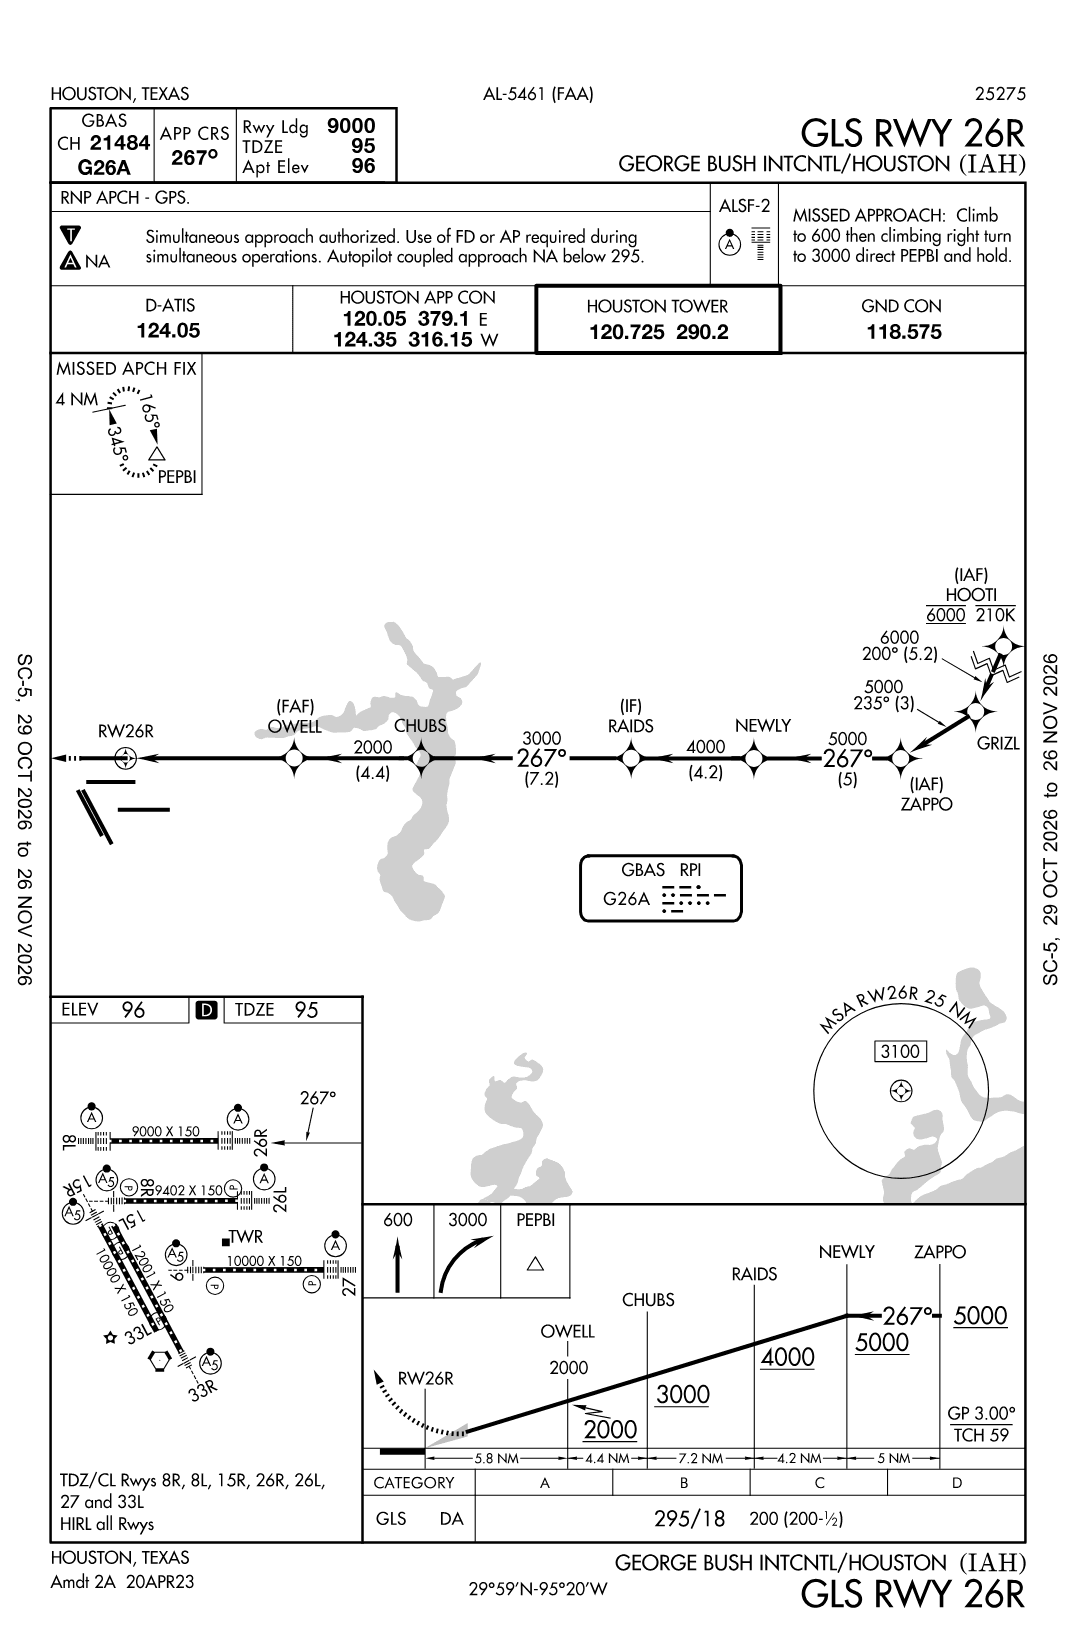 HOUSTON, TEXAS
AL-5461 (FAA)
25275
GBAS
CH 21484
G26A
APP CRS
267°
Rwy Ldg 9000
TDZE 95
Apt Elev 96
GLS RWY 26R
GEORGE BUSH INTCNTL/HOUSTON (IAH)
RNP APCH - GPS.
T
A NA
Simultaneous approach authorized. Use of FD or AP required during
simultaneous operations. Autopilot coupled approach NA below 295.
ALSF-2
A
MISSED APPROACH: Climb
to 600 then climbing right turn
to 3000 direct PEPBI and hold.
D-ATIS
124.05
HOUSTON APP CON
120.05 379.1 E
124.35 316.15 W
HOUSTON TOWER
120.725 290.2
GND CON
118.575
MISSED APCH FIX
4 NM
165°
345°
PEPBI
(IAF)
HOOTI
6000 210K
6000
200° (5.2)
5000
235° (3)
GRIZL
(IAF)
ZAPPO
5000
267°
(5)
NEWLY
4000
(4.2)
(IF)
RAIDS
3000
267°
(7.2)
CHUBS
2000
(4.4)
(FAF)
OWELL
RW26R
GBAS RPI
G26A
MSA RW26R 25 NM
3100
SC-5, 29 OCT 2026 to 26 NOV 2026
SC-5, 29 OCT 2026 to 26 NOV 2026
ELEV 96
D
TDZE 95
267°
A
A
8L
9000 X 150
26R
15R
A5
P
8R
9402 X 150
P
A
26L
A5
15L
P
P
TWR
A5
9
10000 X 150
A
P
P
27
10000 X 150
12001 X 150
P
33L
A5
33R
TDZ/CL Rwys 8R, 8L, 15R, 26R, 26L,
27 and 33L
HIRL all Rwys
600
3000
PEPBI
RW26R
OWELL
2000
CHUBS
RAIDS
NEWLY
ZAPPO
267°
5000
5000
4000
3000
2000
GP 3.00°
TCH 59
5.8 NM
4.4 NM
7.2 NM
4.2 NM
5 NM
CATEGORY
A
B
C
D
GLS DA
295/18 200 (200-½)
HOUSTON, TEXAS
Amdt 2A 20APR23
29°59'N-95°20'W
GEORGE BUSH INTCNTL/HOUSTON (IAH)
GLS RWY 26R